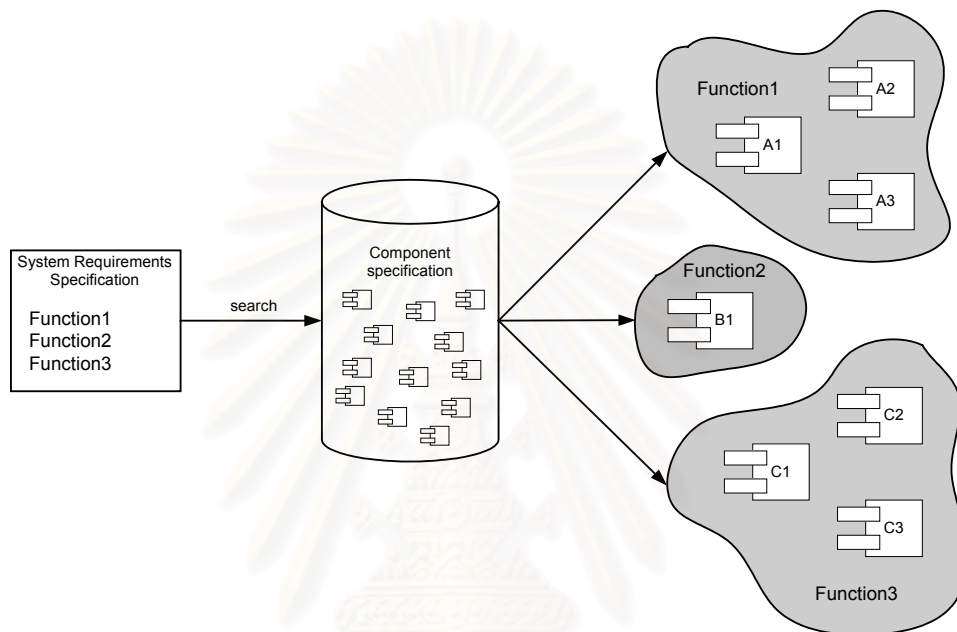 System Requirements
Specification
Function1
Function2
Function3
search
Component
specification
Function1
A1
A2
A3
Function2
B1
C1
C2
C3
Function3